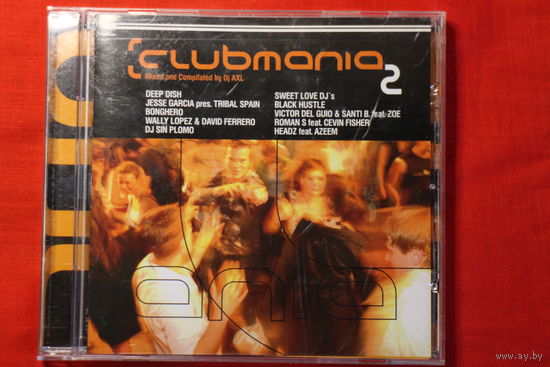 clubmania
2
Mixed and Compilated by Dj AXL
DEEP DISH
JESSE GARCIA pres. TRIBAL SPAIN
BONGHERO
WALLY LOPEZ & DAVID FERRERO
DJ SIN PLOMO
SWEET LOVE DJ`s
BLACK HUSTLE
VICTOR DEL GUIO & SANTI B. feat. ZOE
ROMAN S feat. CEVIN FISHER
HEADZ feat. AZEEM
ania
www.ay.by